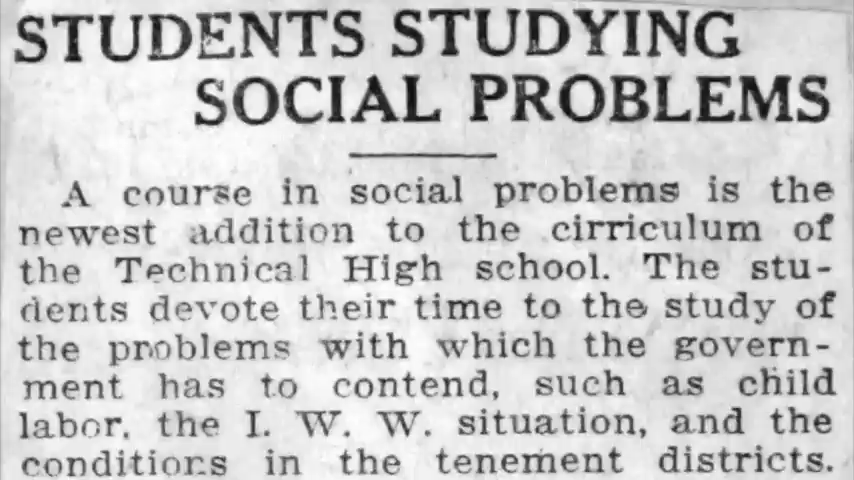 STUDENTS STUDYING
SOCIAL PROBLEMS
A course in social problems is the
newest addition to the cirriculum of
the Technical High school. The stu-
dents devote their time to the study of
the problems with which the govern-
ment has to contend, such as child
labor, the I. W. W. situation, and the
conditions in the tenement districts.